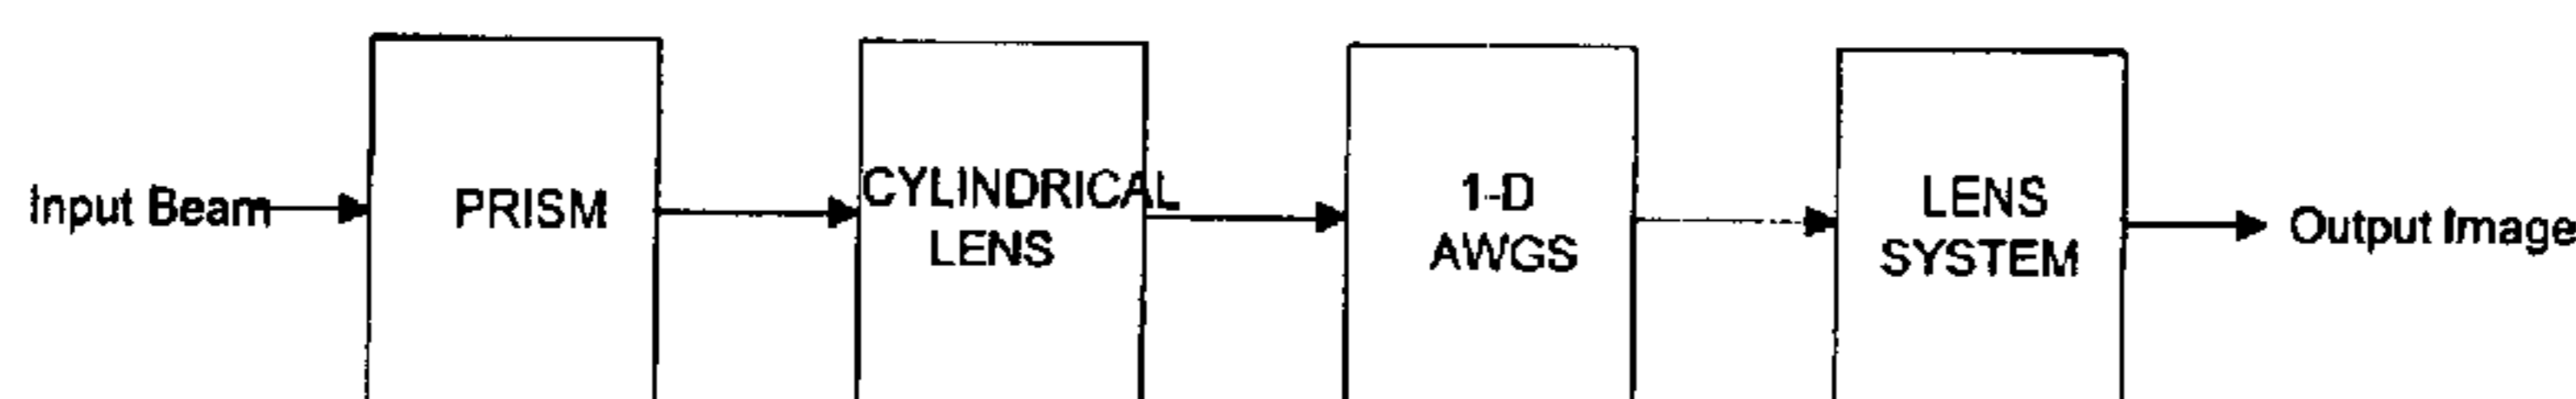 Input Beam
PRISM
CYLINDRICAL
LENS
1-D
AWGS
LENS
SYSTEM
Output Image